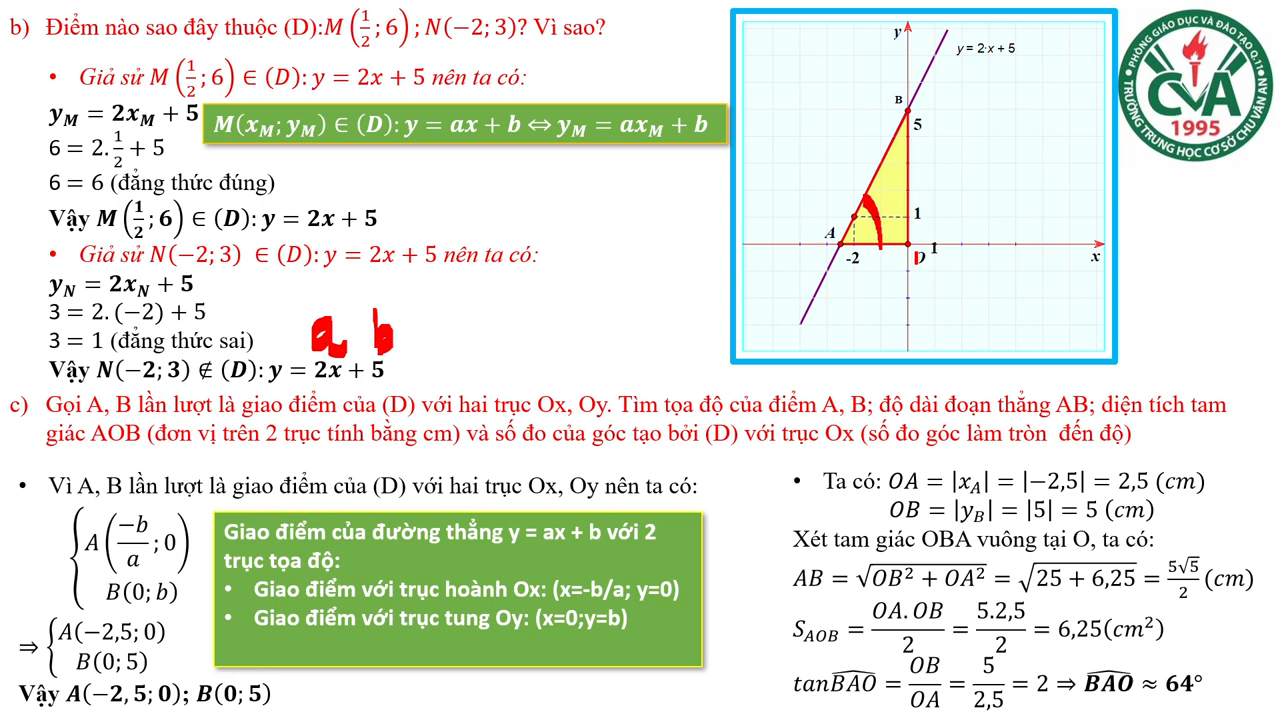 b) Điểm nào sao đây thuộc (D):M(1/2;6);N(−2;3)? Vì sao?
• Giả sử M(1/2;6) ∈ (D): y = 2x + 5 nên ta có:
y_M = 2x_M + 5
M(x_M; y_M) ∈ (D): y = ax + b ⇔ y_M = ax_M + b
6 = 2.1/2 + 5
6 = 6 (đẳng thức đúng)
Vậy M(1/2;6) ∈ (D): y = 2x + 5
• Giả sử N(−2; 3) ∈ (D): y = 2x + 5 nên ta có:
y_N = 2x_N + 5
3 = 2.(−2) + 5
3 = 1 (đẳng thức sai)
a b
Vậy N(−2; 3) ∉ (D): y = 2x + 5
y
y = 2·x + 5
B
5
1
A
-2
1
x
PHÒNG GIÁO DỤC VÀ ĐÀO TẠO Q.11
CVA
1995
TRƯỜNG TRUNG HỌC CƠ SỞ CHU VĂN AN
c) Gọi A, B lần lượt là giao điểm của (D) với hai trục Ox, Oy. Tìm tọa độ của điểm A, B; độ dài đoạn thẳng AB; diện tích tam
giác AOB (đơn vị trên 2 trục tính bằng cm) và số đo của góc tạo bởi (D) với trục Ox (số đo góc làm tròn đến độ)
• Vì A, B lần lượt là giao điểm của (D) với hai trục Ox, Oy nên ta có:
{A(−b/a; 0)
B(0; b)
⇒ {A(−2,5; 0)
B(0; 5)
Vậy A(−2, 5; 0); B(0; 5)
Giao điểm của đường thẳng y = ax + b với 2
trục tọa độ:
• Giao điểm với trục hoành Ox: (x=-b/a; y=0)
• Giao điểm với trục tung Oy: (x=0;y=b)
• Ta có: OA = |x_A| = |−2,5| = 2,5 (cm)
OB = |y_B| = |5| = 5 (cm)
Xét tam giác OBA vuông tại O, ta có:
AB = √(OB² + OA²) = √(25 + 6,25) = 5√5/2 (cm)
S_AOB = OA.OB/2 = 5.2,5/2 = 6,25(cm²)
tan\widehat{BAO} = OB/OA = 5/2,5 = 2 ⇒ \widehat{BAO} ≈ 64°